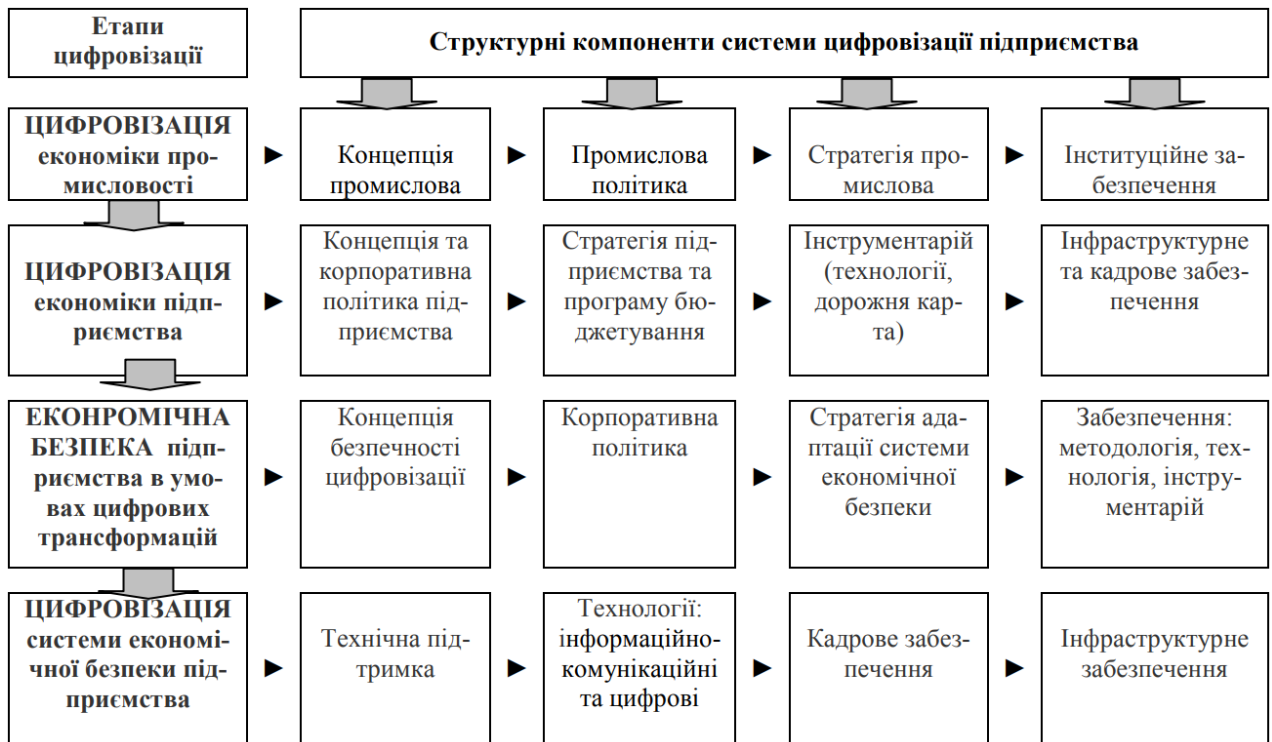 Етапи
цифровізації
Структурні компоненти системи цифровізації підприємства
ЦИФРОВІЗАЦІЯ
економіки про-
мисловості
Концепція
промислова
Промислова
політика
Стратегія про-
мислова
Інституційне за-
безпечення
ЦИФРОВІЗАЦІЯ
економіки підп-
риємства
Концепція та
корпоративна
політика під-
приємства
Стратегія під-
приємства та
програму бю-
джетування
Інструментарій
(технології,
дорожня кар-
та)
Інфраструктурне
та кадрове забез-
печення
ЕКОНРОМІЧНА
БЕЗПЕКА підп-
риємства в умо-
вах цифрових
трансформацій
Концепція
безпечності
цифровізації
Корпоративна
політика
Стратегія ада-
птації системи
економічної
безпеки
Забезпечення:
методологія, тех-
нологія, інстру-
ментарій
ЦИФРОВІЗАЦІЯ
системи економі-
чної безпеки під-
приємства
Технічна під-
тримка
Технології:
інформаційно-
комунікаційні
та цифрові
Кадрове забез-
печення
Інфраструктурне
забезпечення